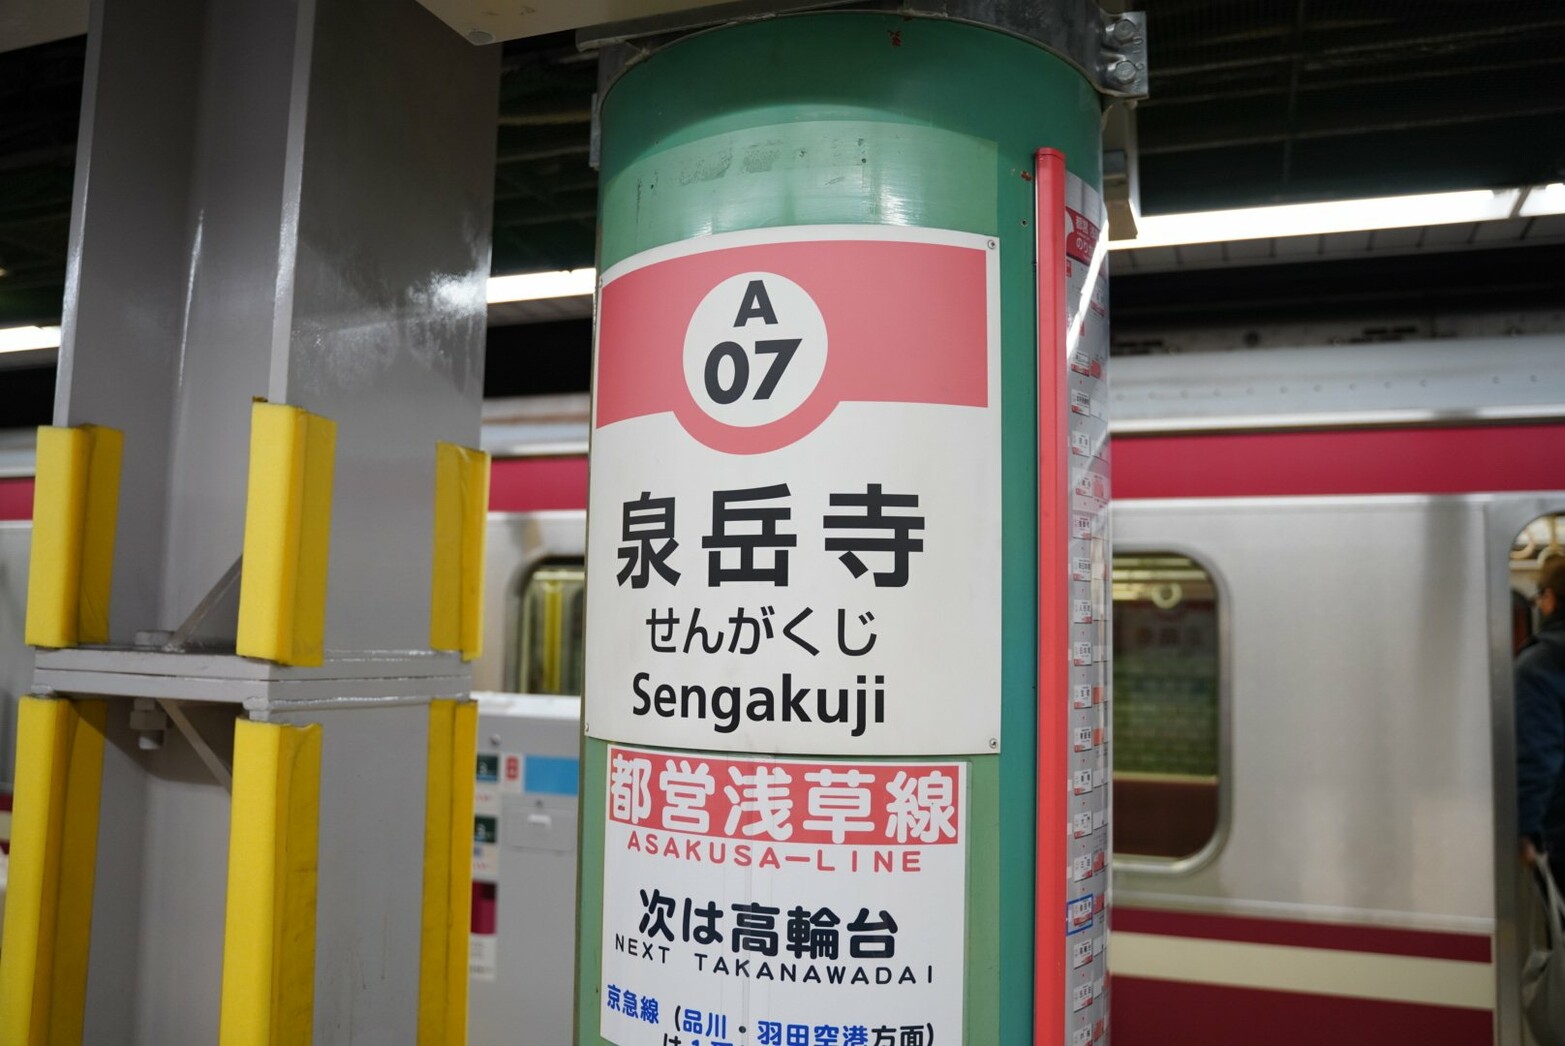 A
07
泉岳寺
せんがくじ
Sengakuji
都営浅草線
ASAKUSA-LINE
次は高輪台
NEXT TAKANAWADAI
京急線(品川・羽田空港方面)